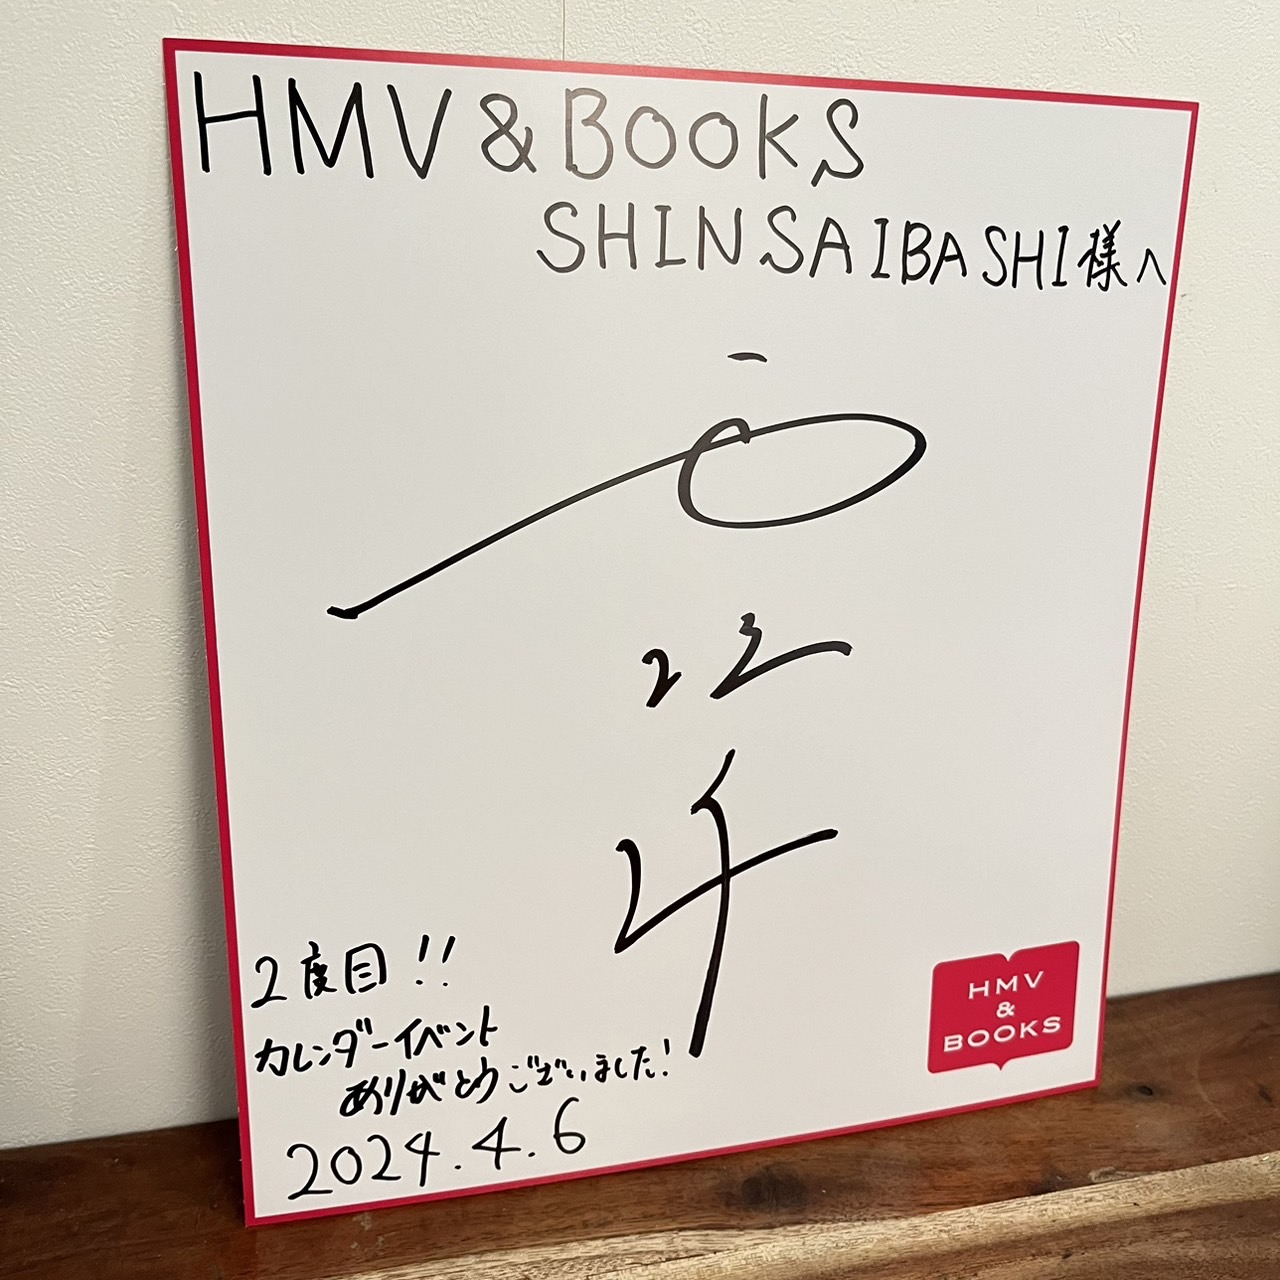 HMV & BOOKS
SHINSAIBASHI様へ
2度目!!
カレンダーイベント
ありがとうございました!
2024.4.6
HMV
&
BOOKS